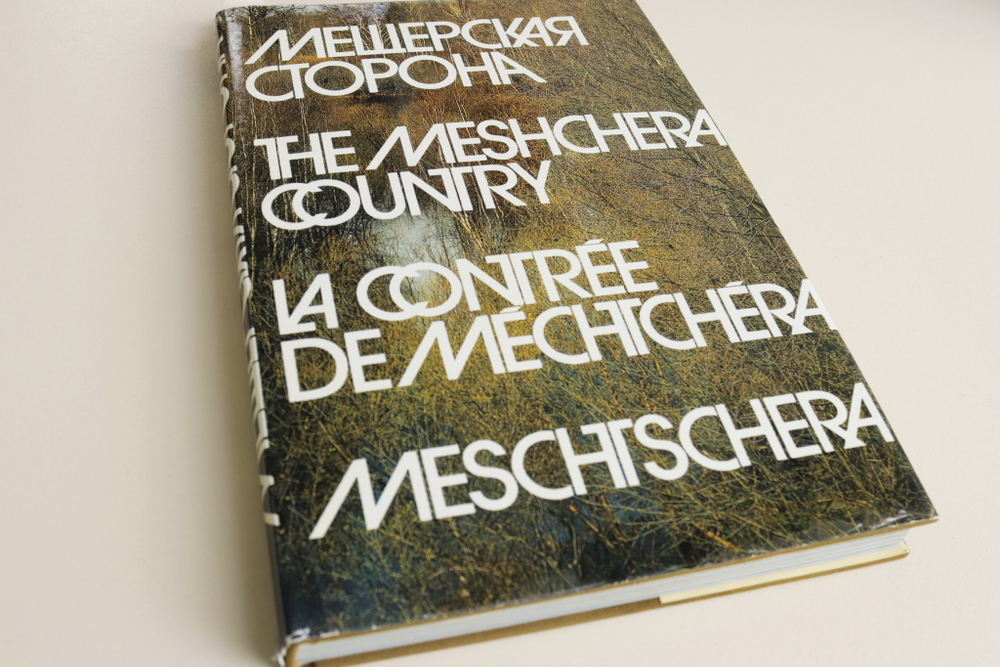 МЕЩЕРСКАЯ
СТОРОНА
THE MESHCHERA
COUNTRY
LA CONTRÉE
DE MÉCHTCHÉRA
MESCHTSCHERA